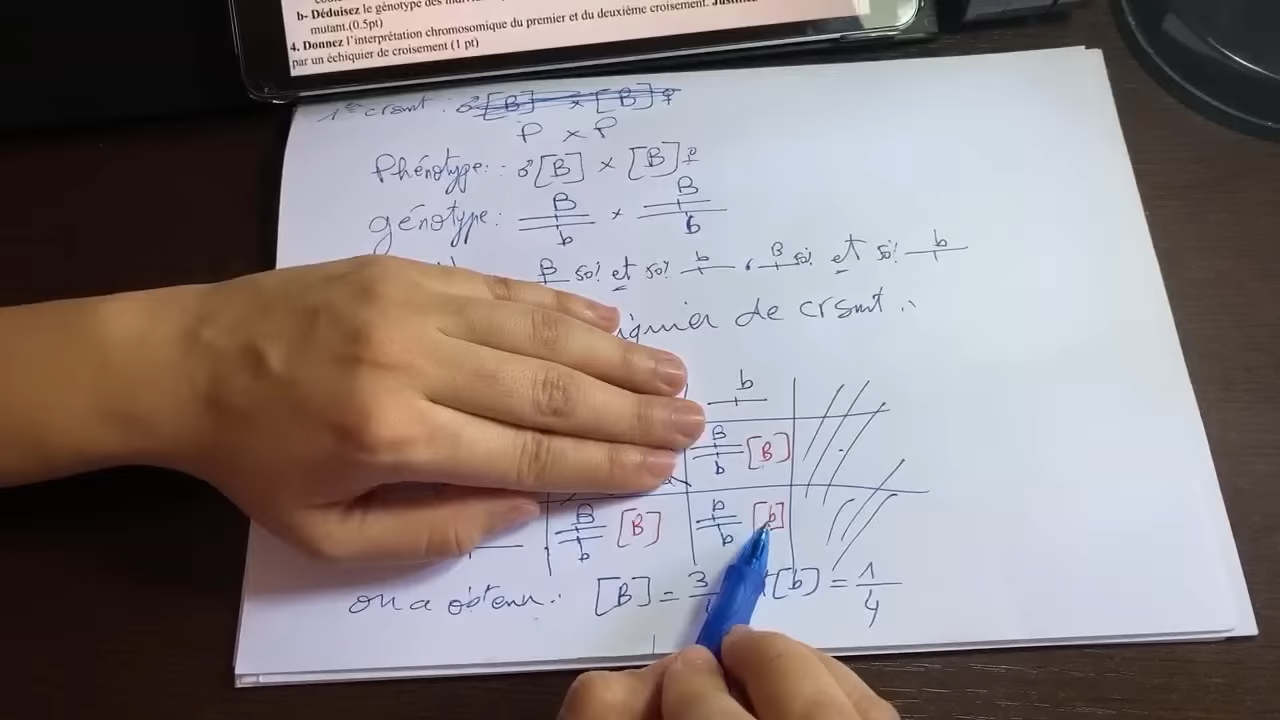 b- Déduisez le génotype des
mutant.(0.5pt)
4. Donnez l'interprétation chromosomique du premier et du deuxième croisement.
par un échiquier de croisement (1 pt)
1er crsmt : ♂[B] × [B]♀
P × P
Phénotype: : ♂[B] × [B]♀
génotype: B/b × B/b
B 50% et 50% b , B 50% et 50% b
de crsmt :
b
B/b [B]
B/b [B] b/b [b]
on a obtenu : [B] = 3 [b] = 1/4